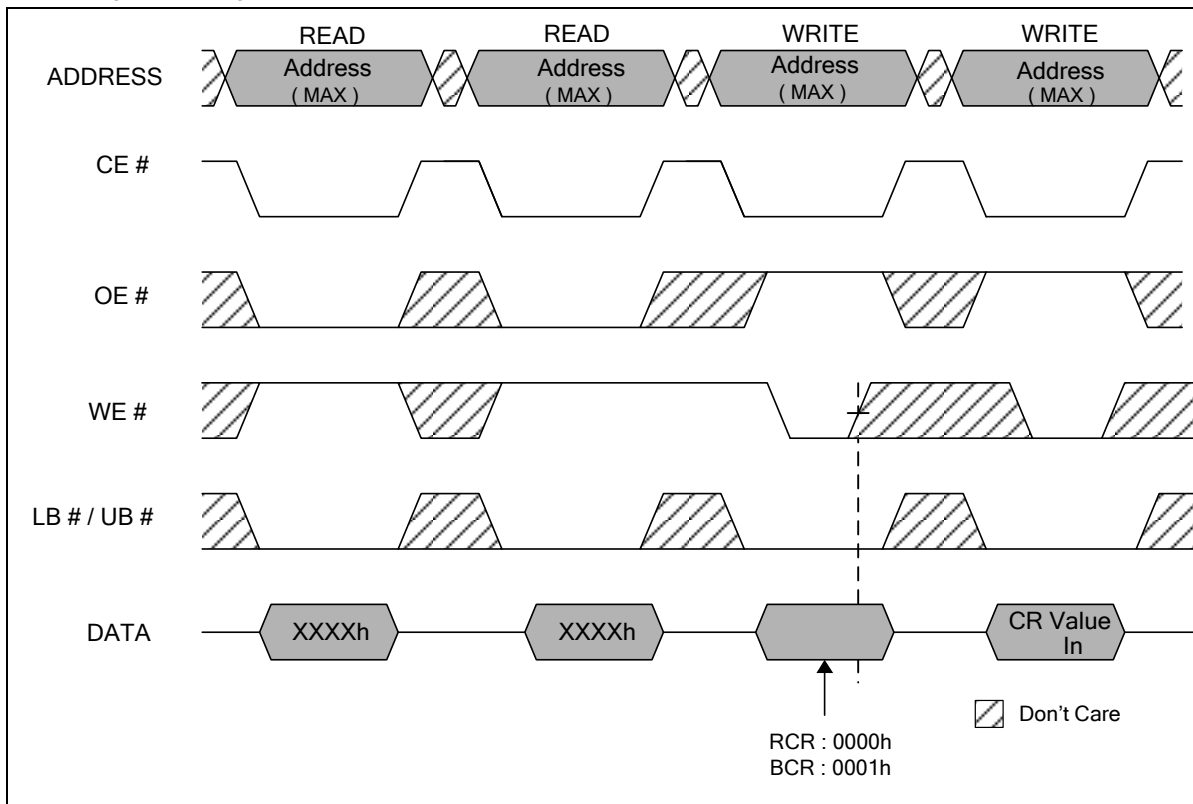 READ READ WRITE WRITE
ADDRESS Address Address Address Address
( MAX ) ( MAX ) ( MAX ) ( MAX )
CE #
OE #
WE #
LB # / UB #
DATA XXXXh XXXXh CR Value
In
Don't Care
RCR : 0000h
BCR : 0001h